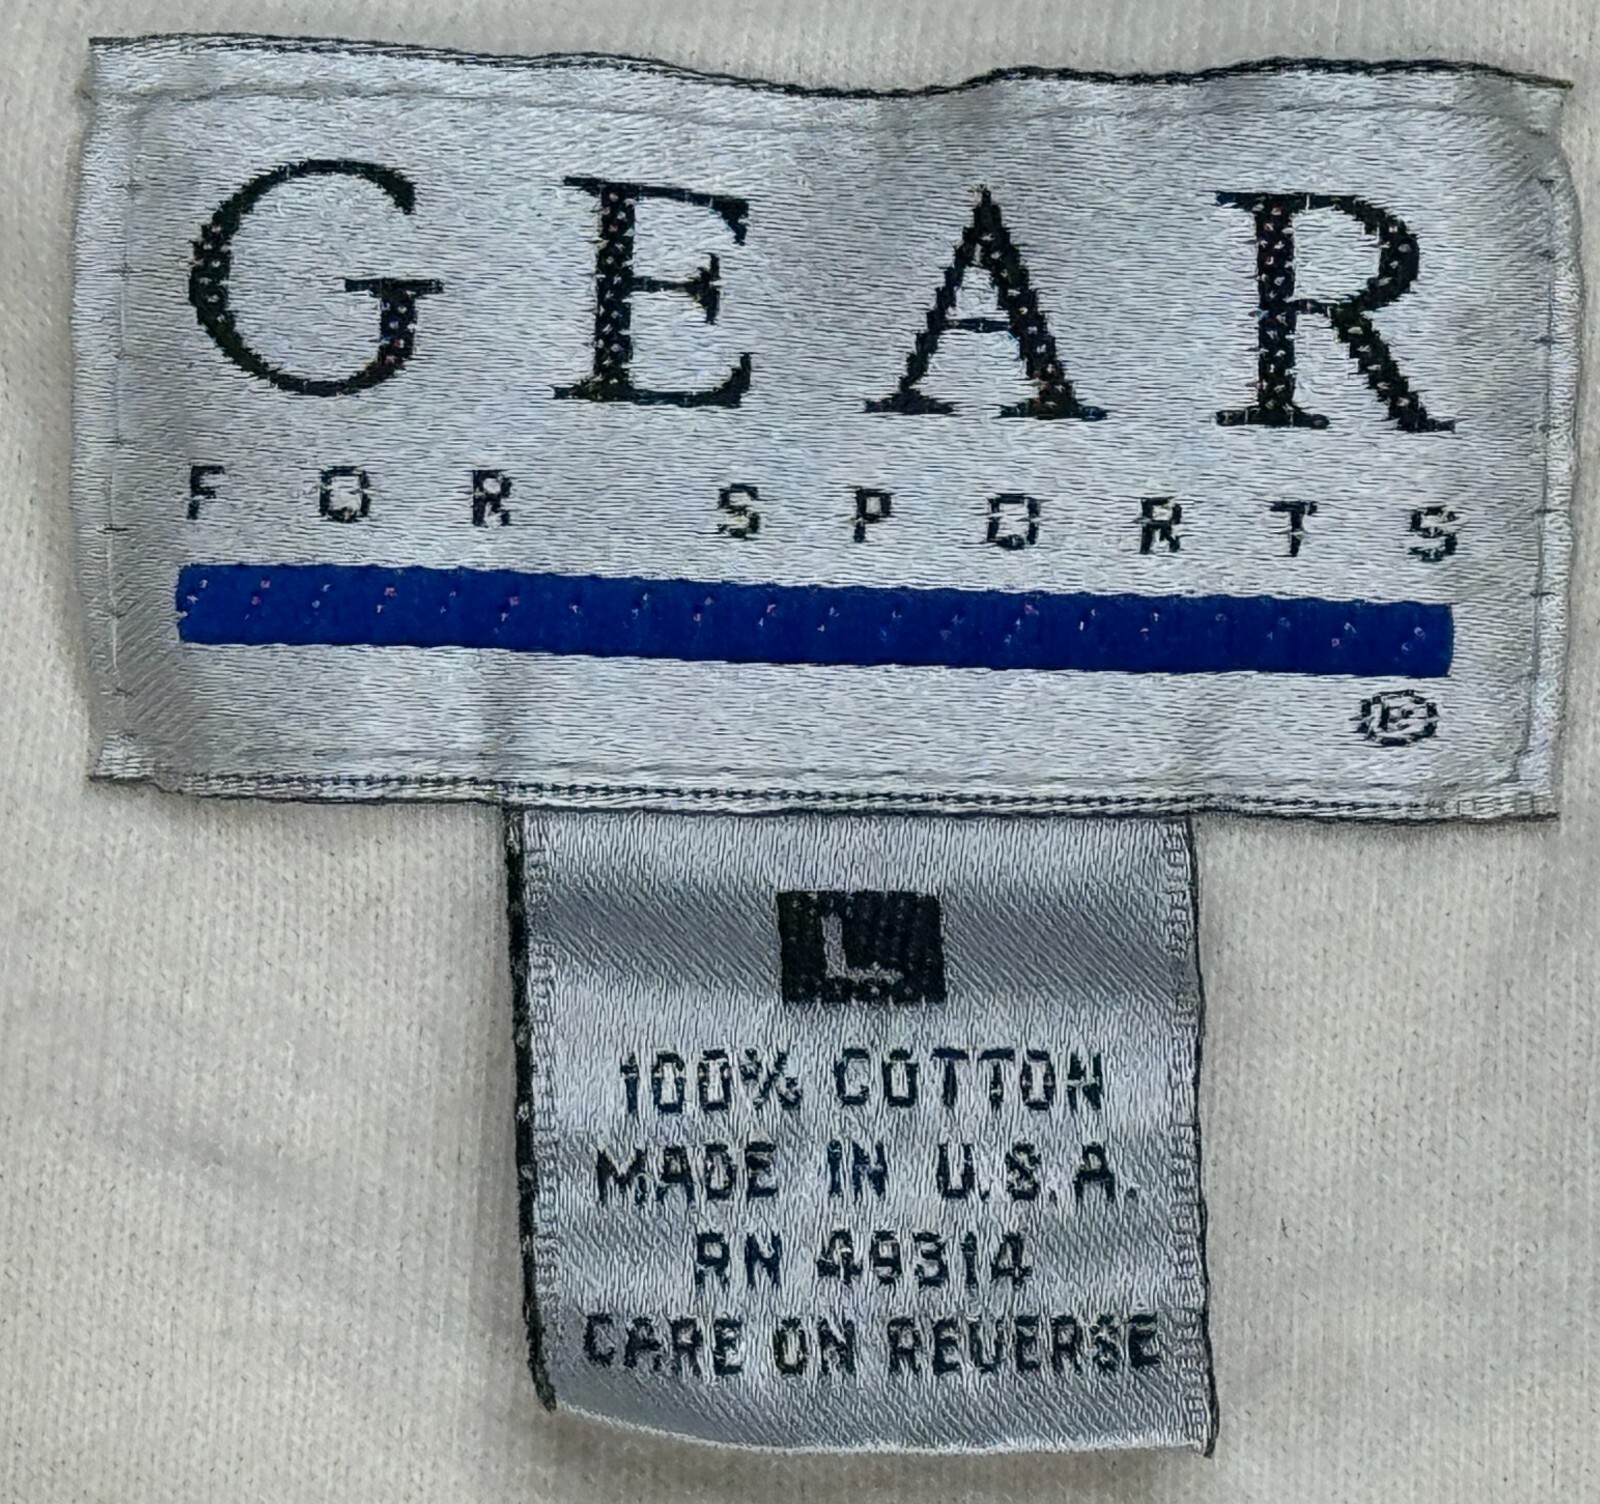 GEAR
FOR SPORTS
®
L
100% COTTON
MADE IN U.S.A.
RN 49314
CARE ON REVERSE